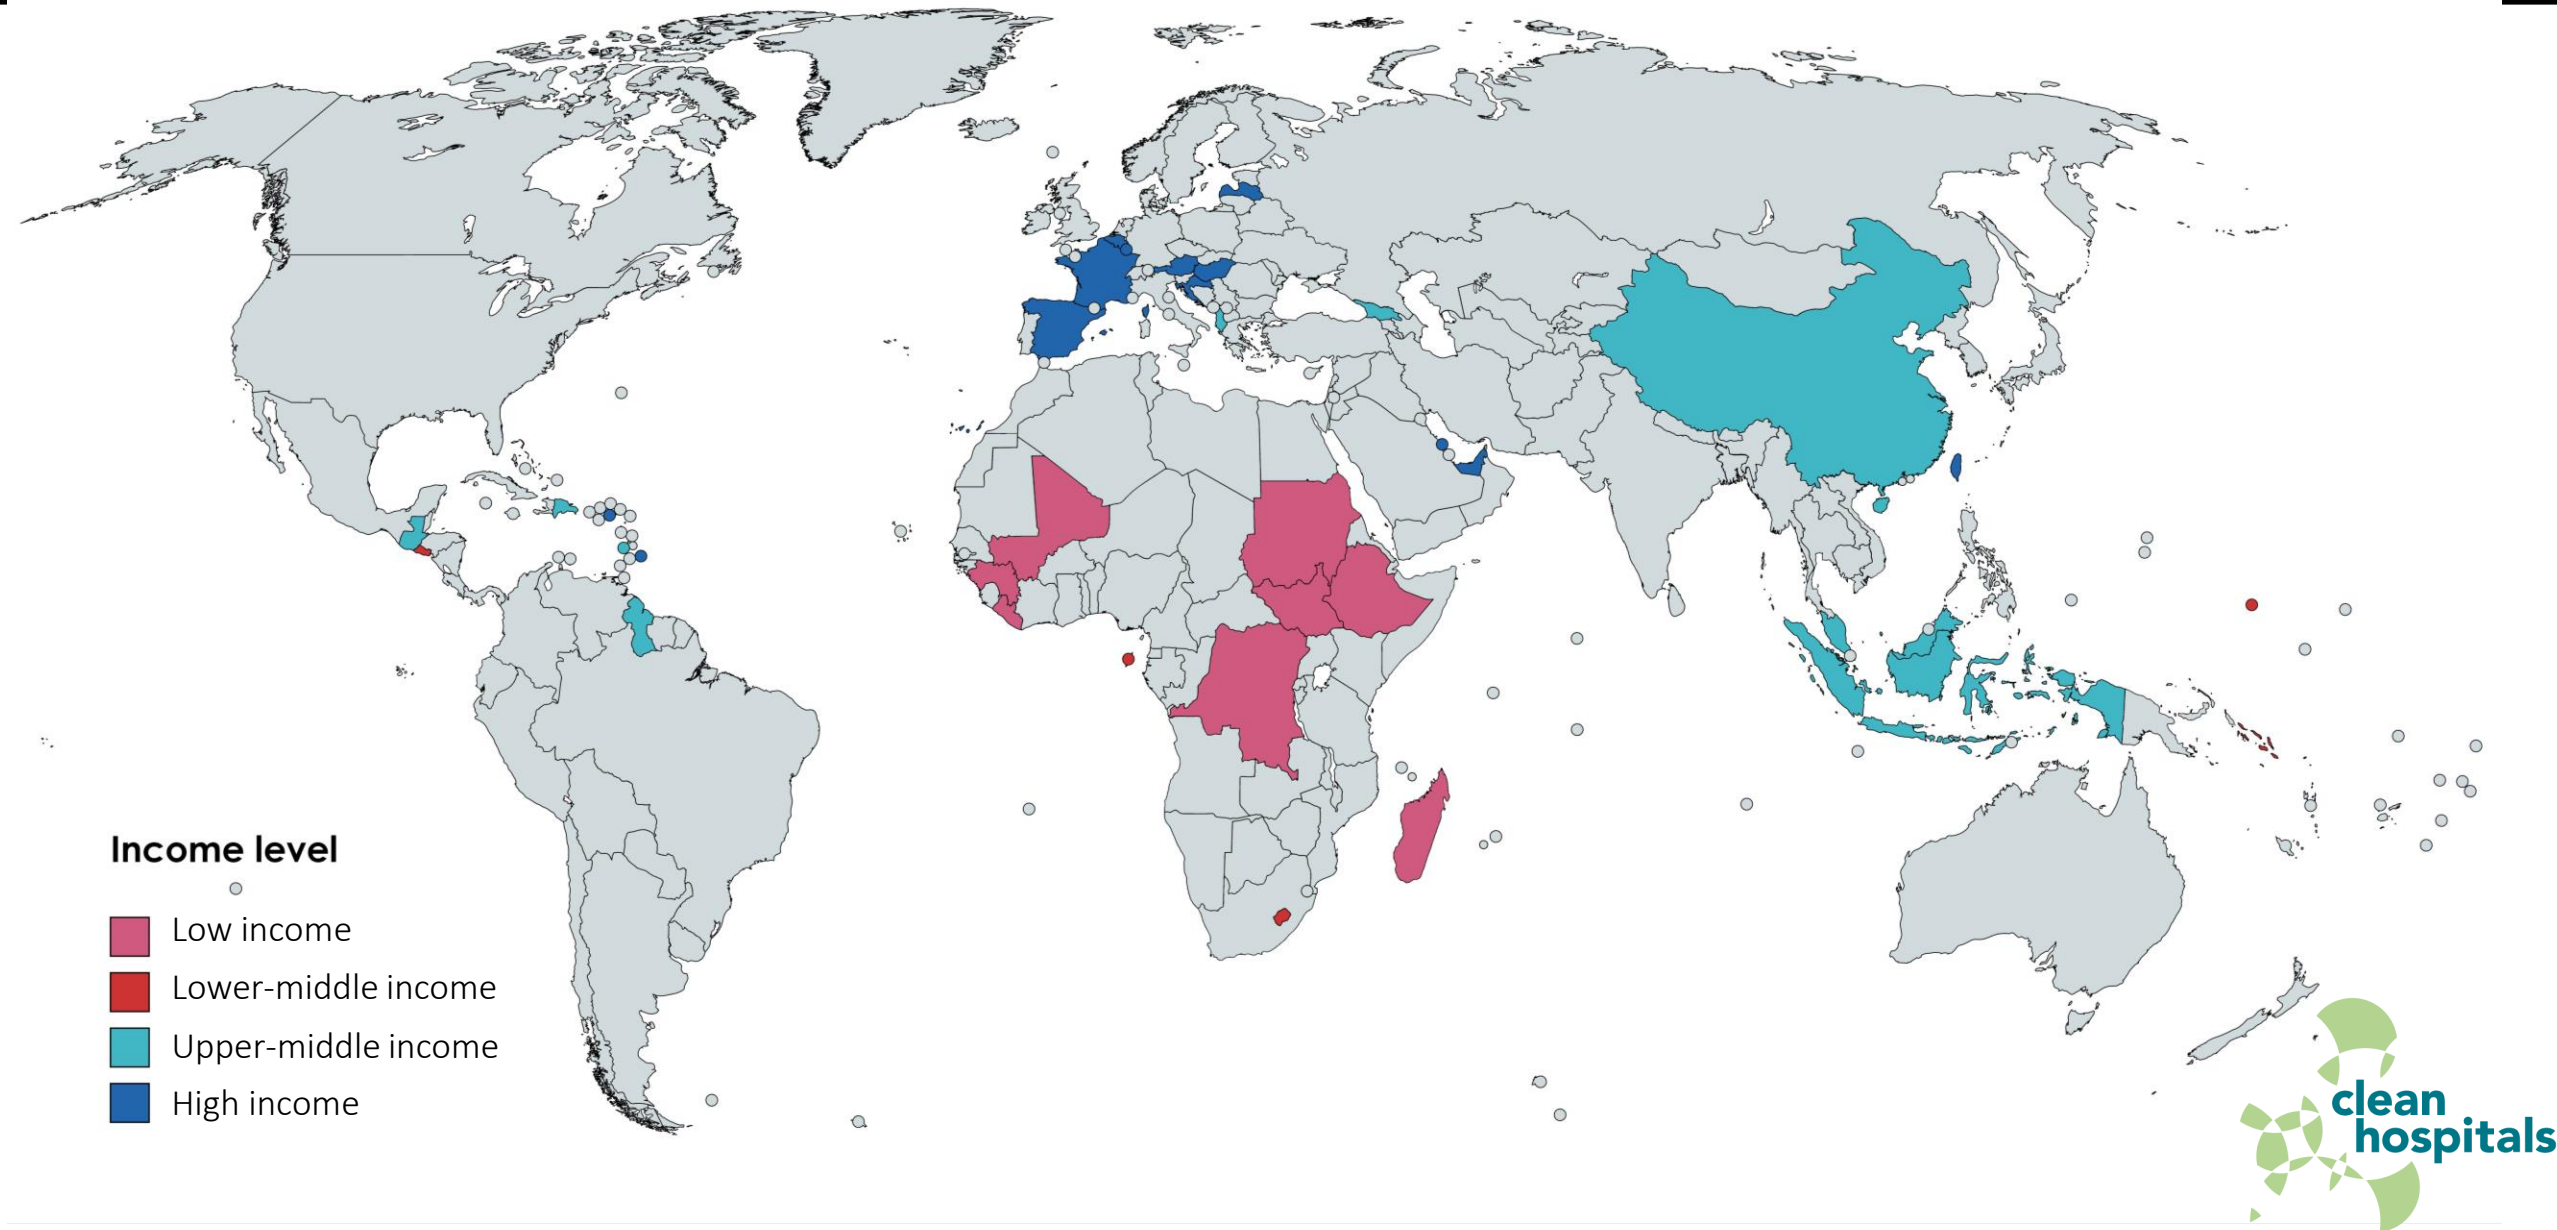 Income level
Low income
Lower-middle income
Upper-middle income
High income
clean
hospitals